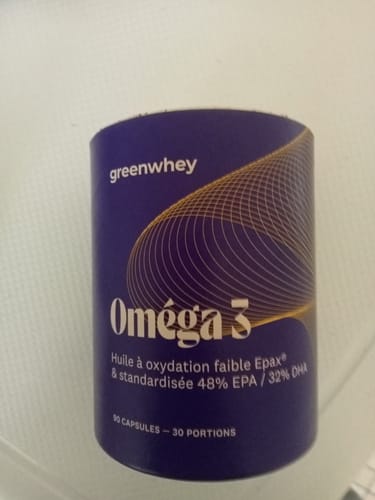 greenwhey
Oméga 3
Huile à oxydation faible Epax®
& standardisée 48% EPA / 32% DHA
90 CAPSULES — 30 PORTIONS